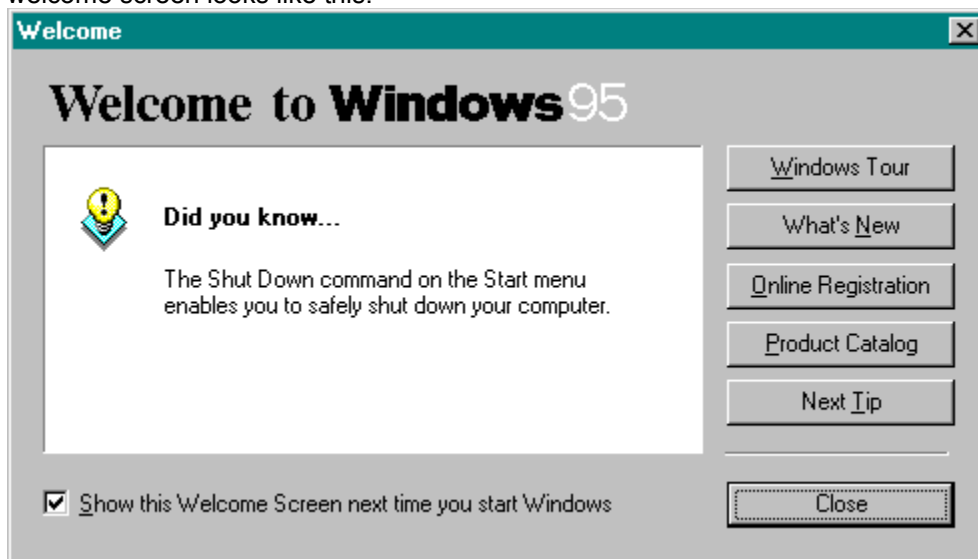 welcome screen looks like this:
Welcome
Welcome to Windows95
Did you know...
The Shut Down command on the Start menu
enables you to safely shut down your computer.
Windows Tour
What's New
Online Registration
Product Catalog
Next Tip
Show this Welcome Screen next time you start Windows
Close